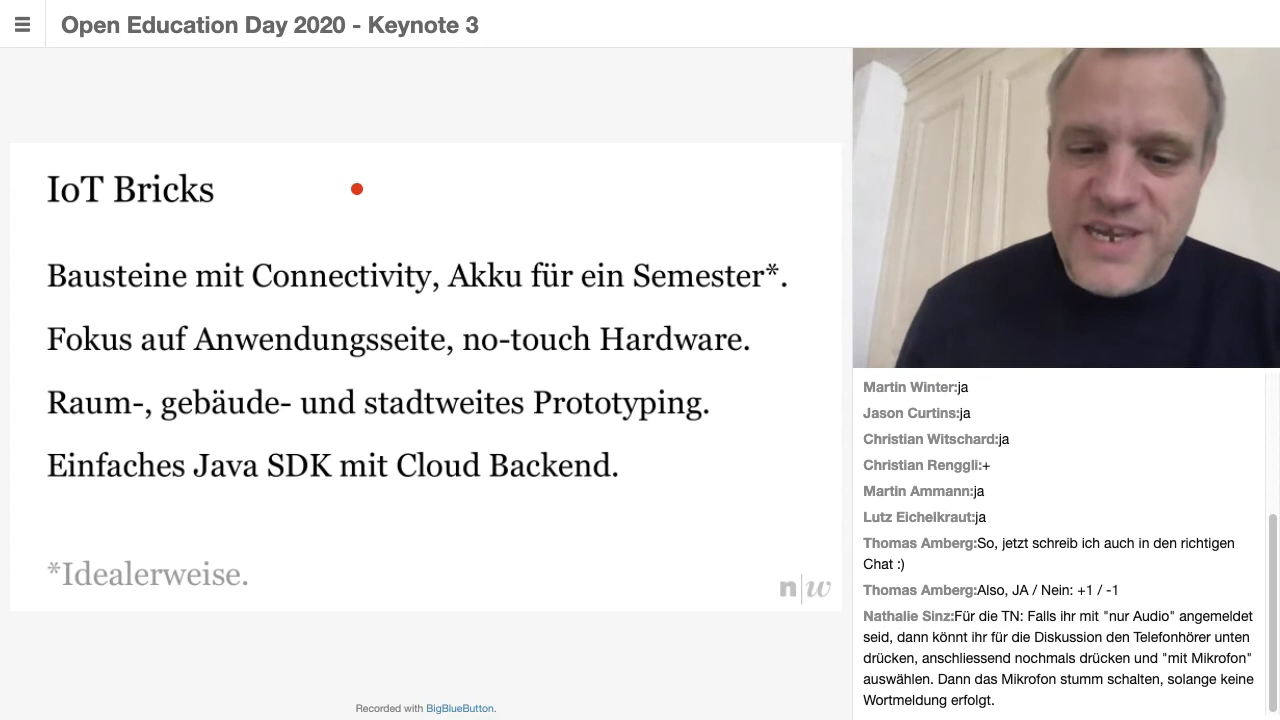 Open Education Day 2020 - Keynote 3
IoT Bricks
Bausteine mit Connectivity, Akku für ein Semester*.
Fokus auf Anwendungsseite, no-touch Hardware.
Raum-, gebäude- und stadtweites Prototyping.
Einfaches Java SDK mit Cloud Backend.
*Idealerweise.
n|w
Recorded with BigBlueButton.
Martin Winter:ja
Jason Curtins:ja
Christian Witschard:ja
Christian Renggli:+
Martin Ammann:ja
Lutz Eichelkraut:ja
Thomas Amberg:So, jetzt schreib ich auch in den richtigen
Chat :)
Thomas Amberg:Also, JA / Nein: +1 / -1
Nathalie Sinz:Für die TN: Falls ihr mit "nur Audio" angemeldet
seid, dann könnt ihr für die Diskussion den Telefonhörer unten
drücken, anschliessend nochmals drücken und "mit Mikrofon"
auswählen. Dann das Mikrofon stumm schalten, solange keine
Wortmeldung erfolgt.